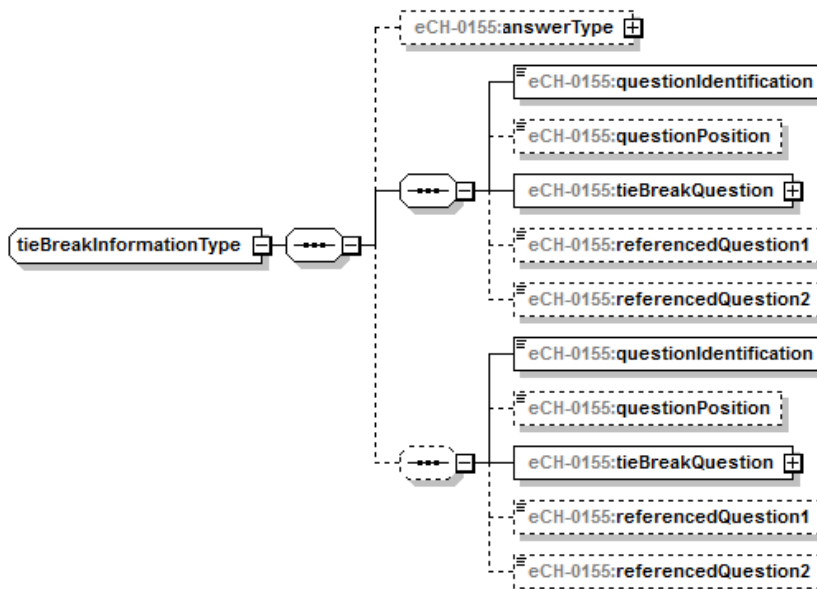 eCH-0155:answerType
eCH-0155:questionIdentification
eCH-0155:questionPosition
eCH-0155:tieBreakQuestion
tieBreakInformationType
eCH-0155:referencedQuestion1
eCH-0155:referencedQuestion2
eCH-0155:questionIdentification
eCH-0155:questionPosition
eCH-0155:tieBreakQuestion
eCH-0155:referencedQuestion1
eCH-0155:referencedQuestion2